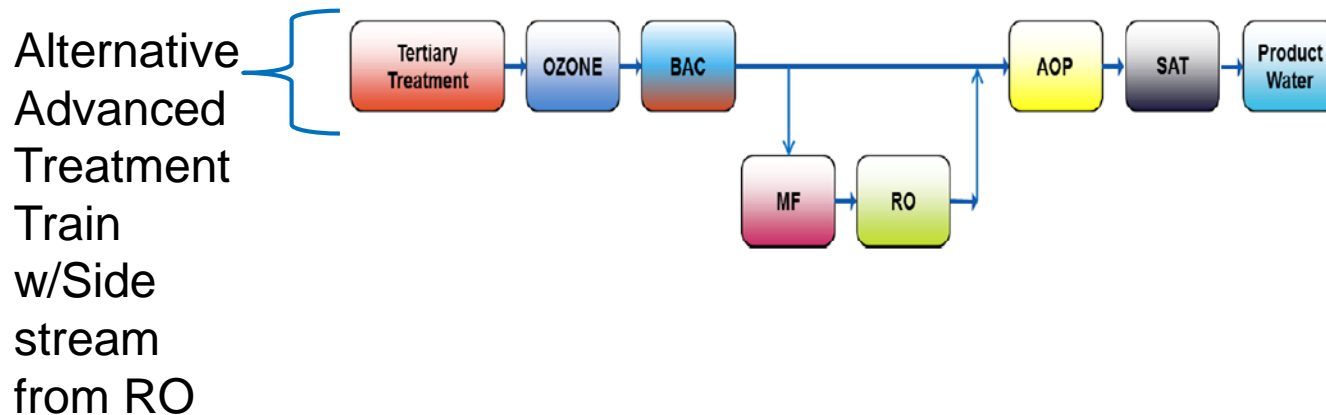 Alternative
Advanced
Treatment
Train
w/Side
stream
from RO
Tertiary
Treatment
OZONE
BAC
AOP
SAT
Product
Water
MF
RO